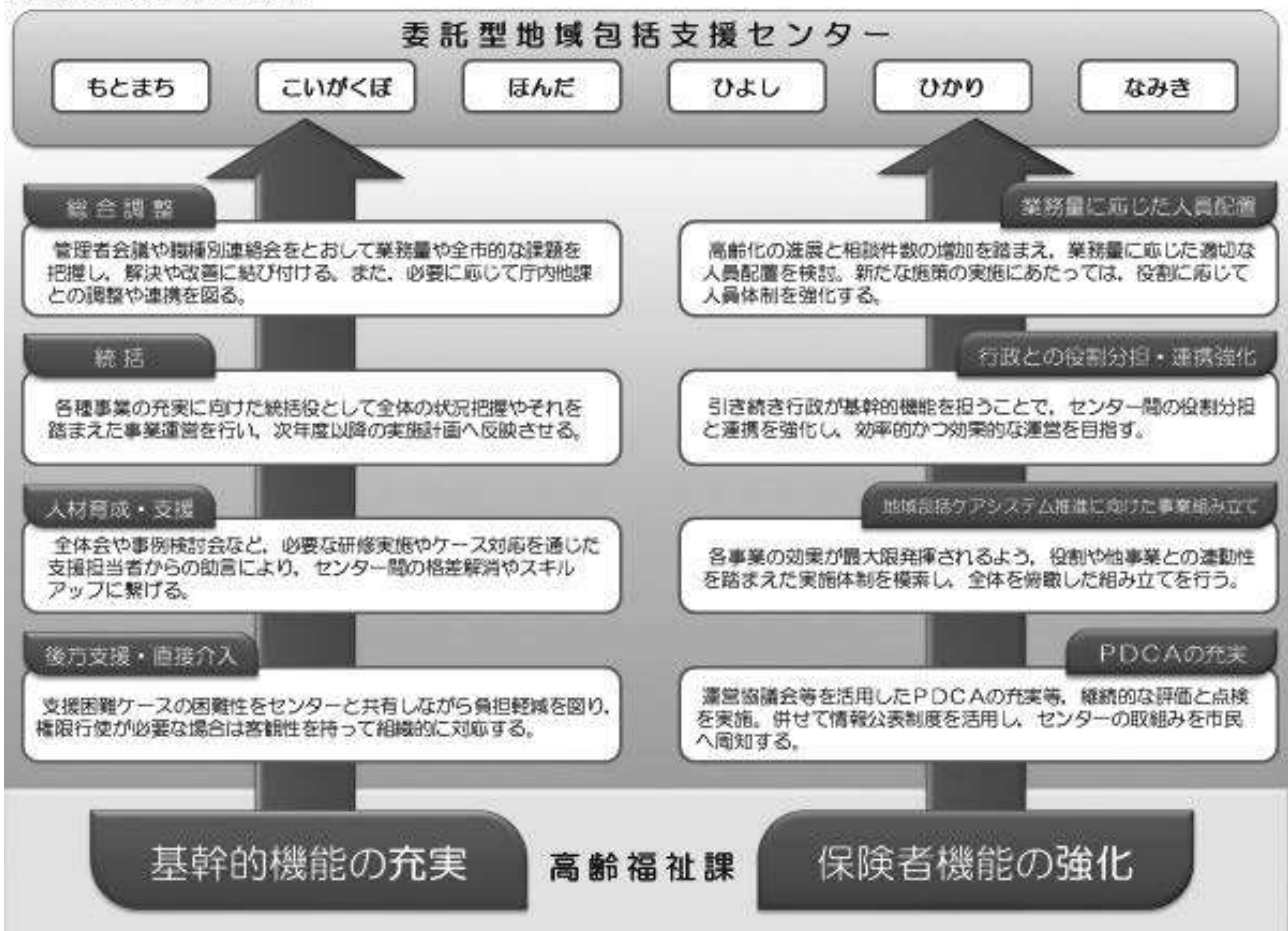 委託型地域包括支援センター
もとまち
こいがくぼ
ほんだ
ひよし
ひかり
なみき
総合調整
管理者会議や職種別連絡会をとおして業務量や全市的な課題を
把握し、解決や改善に結び付ける。また、必要に応じて庁内他課
との調整や連携を図る。
統括
各種事業の充実に向けた統括役として全体の状況把握やそれを
踏まえた事業運営を行い、次年度以降の実施計画へ反映させる。
人材育成・支援
全体会や事例検討会など、必要な研修実施やケース対応を通じた
支援担当者からの助言により、センター間の格差解消やスキル
アップに繋げる。
後方支援・直接介入
支援困難ケースの困難性をセンターと共有しながら負担軽減を図り、
権限行使が必要な場合は客観性を持って組織的に対応する。
業務量に応じた人員配置
高齢化の進展と相談件数の増加を踏まえ、業務量に応じた適切な
人員配置を検討。新たな施策の実施にあたっては、役割に応じて
人員体制を強化する。
行政との役割分担・連携強化
引き続き行政が基幹的機能を担うことで、センター間の役割分担
と連携を強化し、効率的かつ効果的な運営を目指す。
地域包括ケアシステム推進に向けた事業組み立て
各事業の効果が最大限発揮されるよう、役割や他事業との連動性
を踏まえた実施体制を模索し、全体を俯瞰した組み立てを行う。
PDCAの充実
運営協議会等を活用したPDCAの充実等、継続的な評価と点検
を実施。併せて情報公表制度を活用し、センターの取組みを市民
へ周知する。
基幹的機能の充実
高齢福祉課
保険者機能の強化